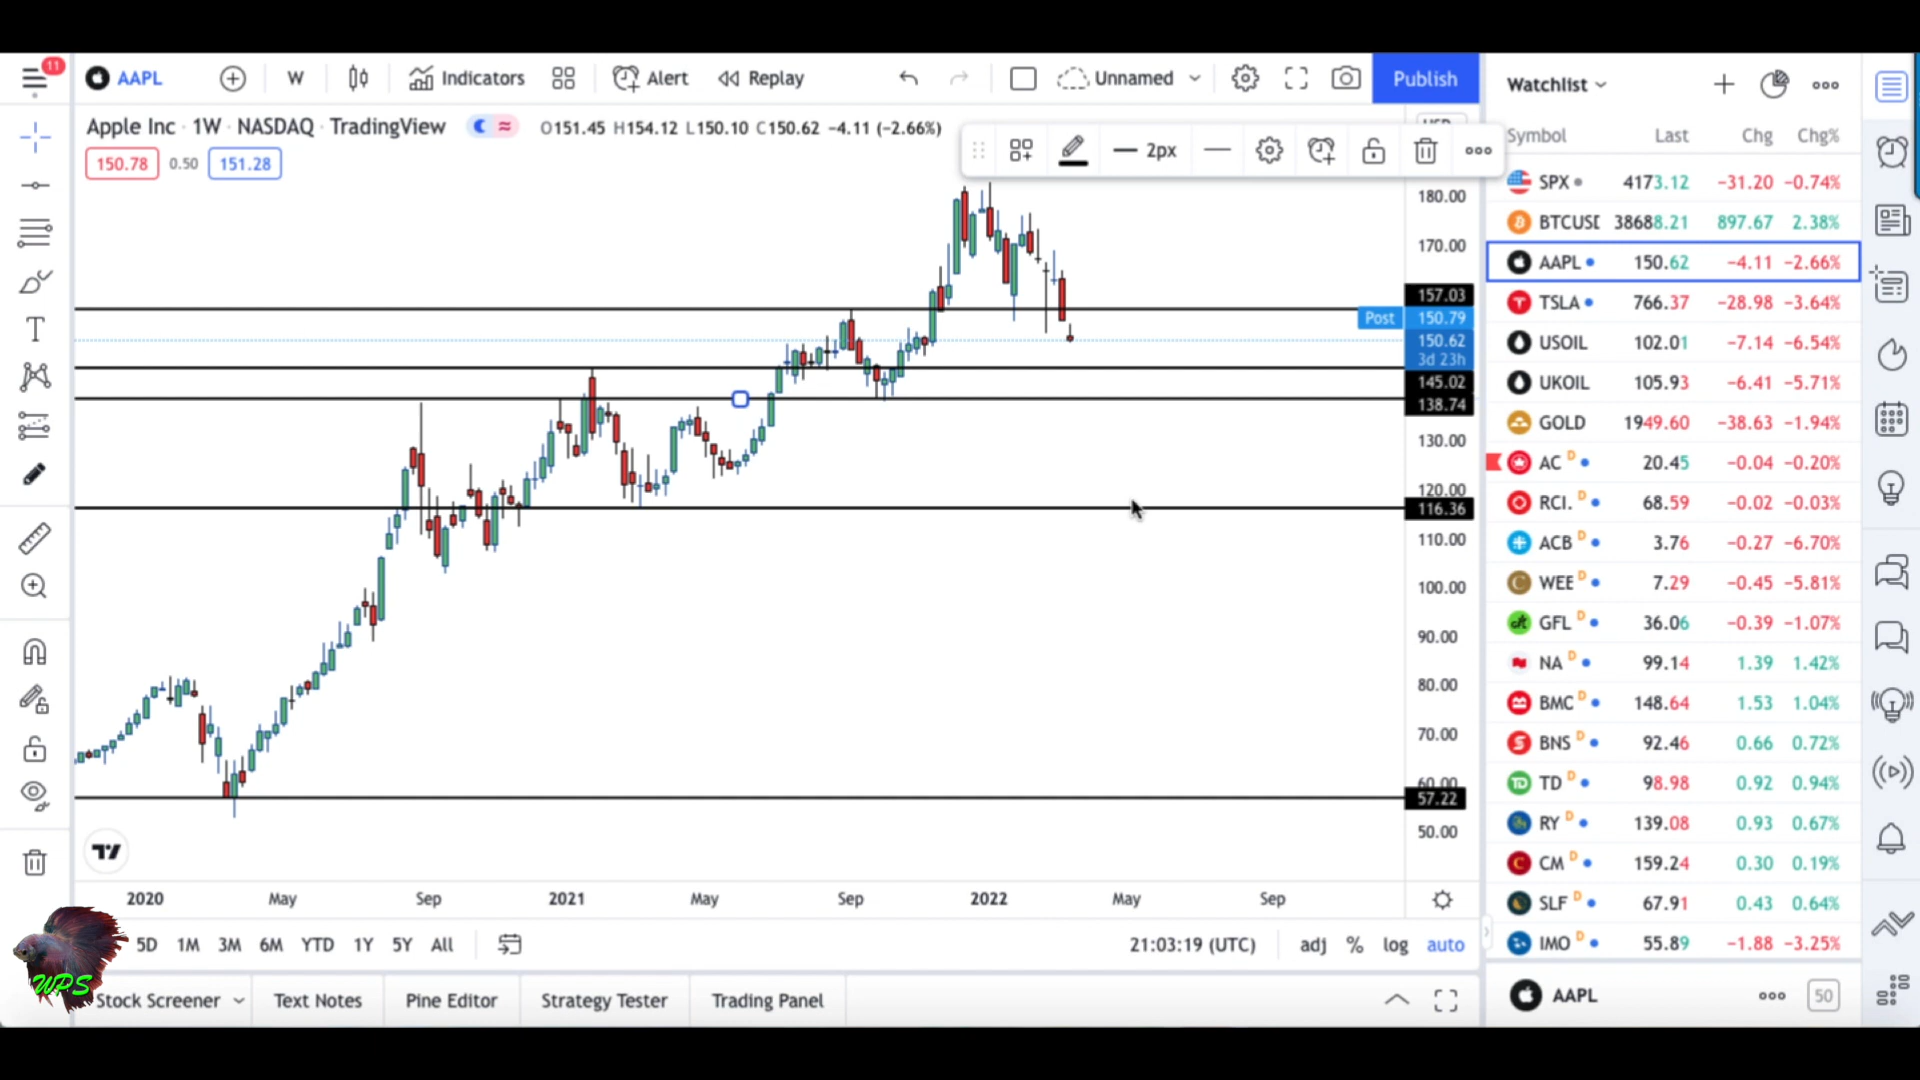 11
AAPL
W
Indicators
Alert
Replay
Unnamed
Publish
Apple Inc · 1W · NASDAQ · TradingView
O151.45 H154.12 L150.10 C150.62 −4.11 (−2.66%)
150.78 0.50 151.28
2px
180.00
170.00
157.03
Post 150.79
150.62
3d 23h
145.02
138.74
130.00
120.00
116.36
110.00
100.00
90.00
80.00
70.00
60.00
57.22
50.00
2020 May Sep 2021 May Sep 2022 May Sep
5D 1M 3M 6M YTD 1Y 5Y All
21:03:19 (UTC) adj % log auto
WPS
Stock Screener Text Notes Pine Editor Strategy Tester Trading Panel
Watchlist
Symbol Last Chg Chg%
SPX 4173.12 −31.20 −0.74%
BTCUSD 38688.21 897.67 2.38%
AAPL 150.62 −4.11 −2.66%
TSLA 766.37 −28.98 −3.64%
USOIL 102.01 −7.14 −6.54%
UKOIL 105.93 −6.41 −5.71%
GOLD 1949.60 −38.63 −1.94%
AC D 20.45 −0.04 −0.20%
RCI. D 68.59 −0.02 −0.03%
ACB D 3.76 −0.27 −6.70%
WEE D 7.29 −0.45 −5.81%
GFL D 36.06 −0.39 −1.07%
NA D 99.14 1.39 1.42%
BMC D 148.64 1.53 1.04%
BNS D 92.46 0.66 0.72%
TD D 98.98 0.92 0.94%
RY D 139.08 0.93 0.67%
CM D 159.24 0.30 0.19%
SLF D 67.91 0.43 0.64%
IMO D 55.89 −1.88 −3.25%
AAPL 50